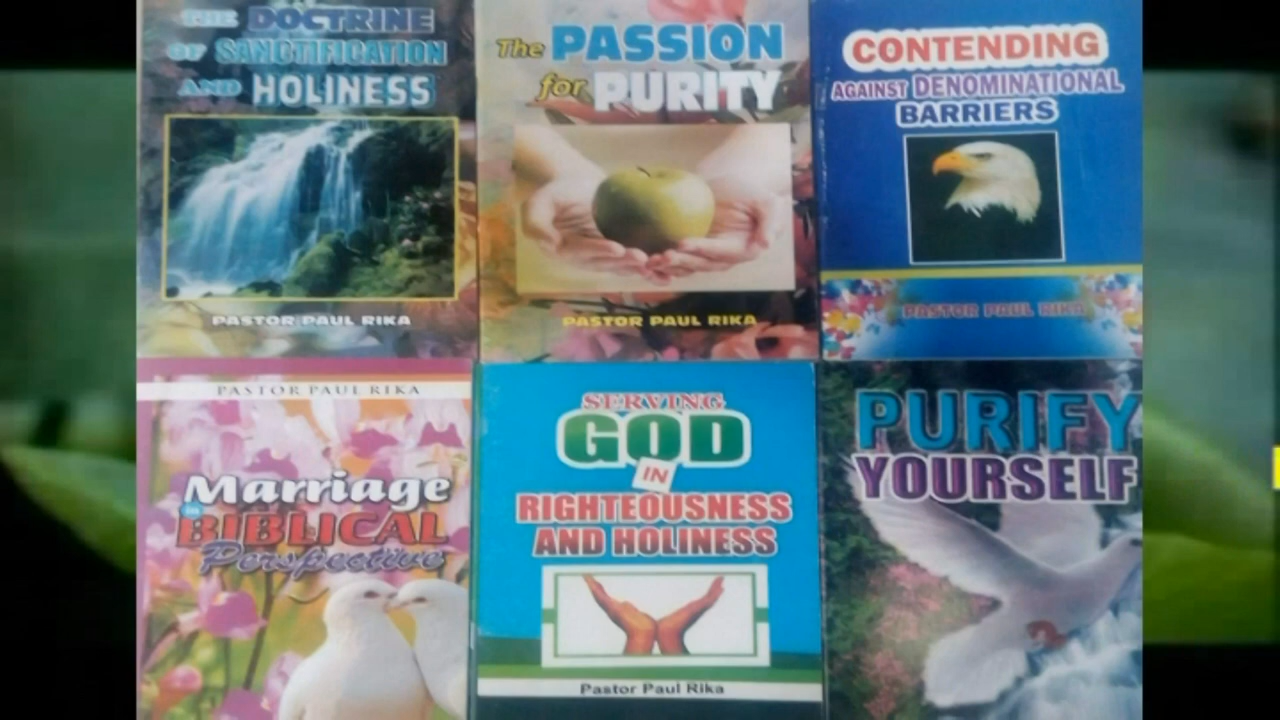 THE DOCTRINE
OF SANCTIFICATION
AND HOLINESS
PASTOR PAUL RIKA
The PASSION
for PURITY
PASTOR PAUL RIKA
CONTENDING
AGAINST DENOMINATIONAL
BARRIERS
PASTOR PAUL RIKA
PASTOR PAUL RIKA
Marriage
in
BIBLICAL
Perspective
SERVING
GOD
IN
RIGHTEOUSNESS
AND HOLINESS
Pastor Paul Rika
PURIFY
YOURSELF